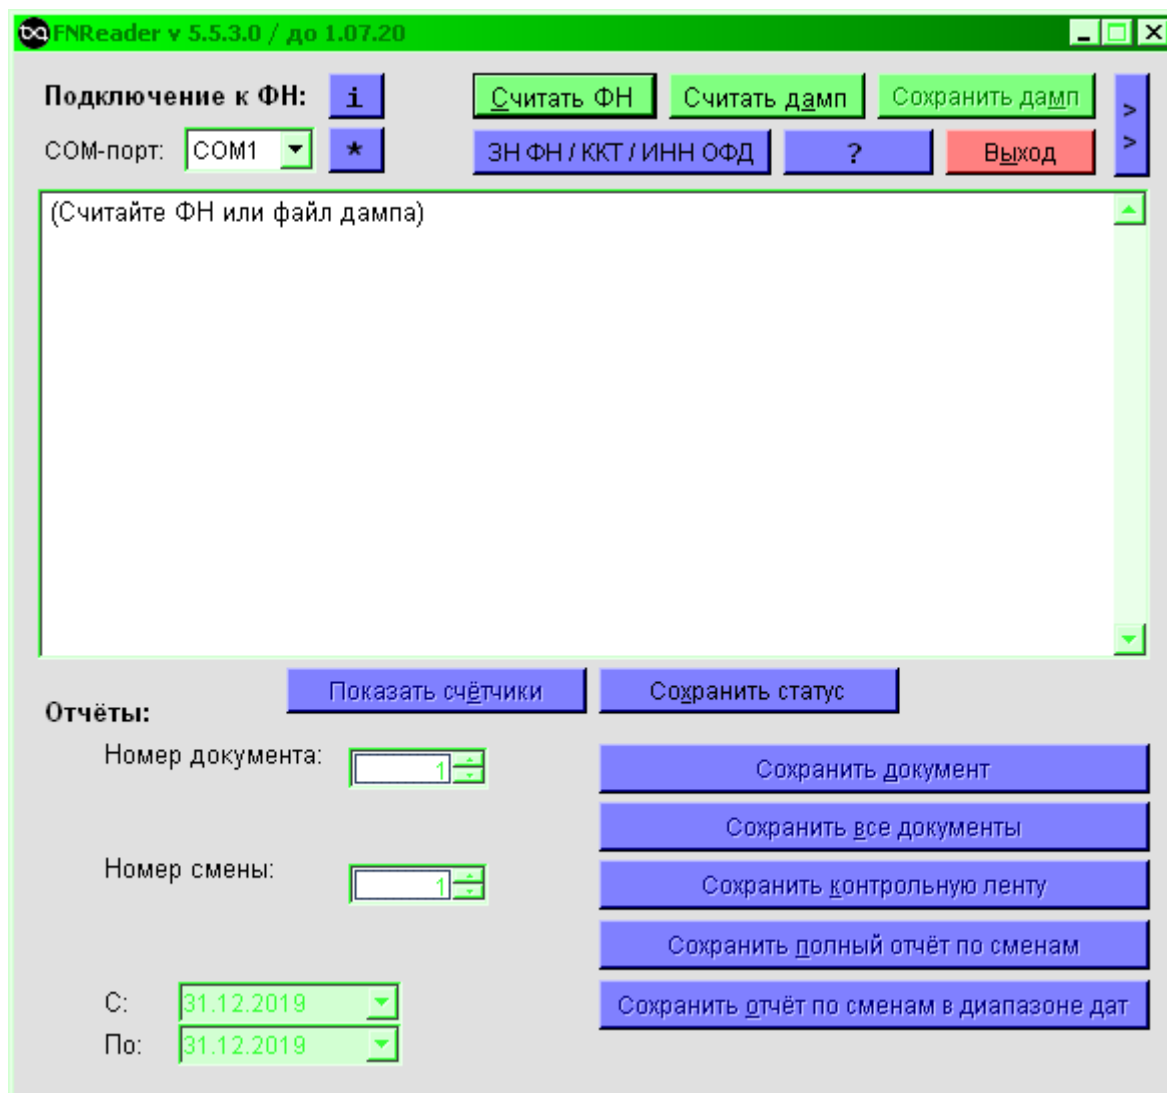 FNReader v 5.5.3.0 / до 1.07.20
Подключение к ФН: i Считать ФН Считать дамп Сохранить дамп > >
COM-порт: COM1 * ЗН ФН / ККТ / ИНН ОФД ? Выход
(Считайте ФН или файл дампа)
Показать счётчики Сохранить статус
Отчёты:
Номер документа: 1 Сохранить документ
Сохранить все документы
Номер смены: 1 Сохранить контрольную ленту
Сохранить полный отчёт по сменам
С: 31.12.2019 Сохранить отчёт по сменам в диапазоне дат
По: 31.12.2019